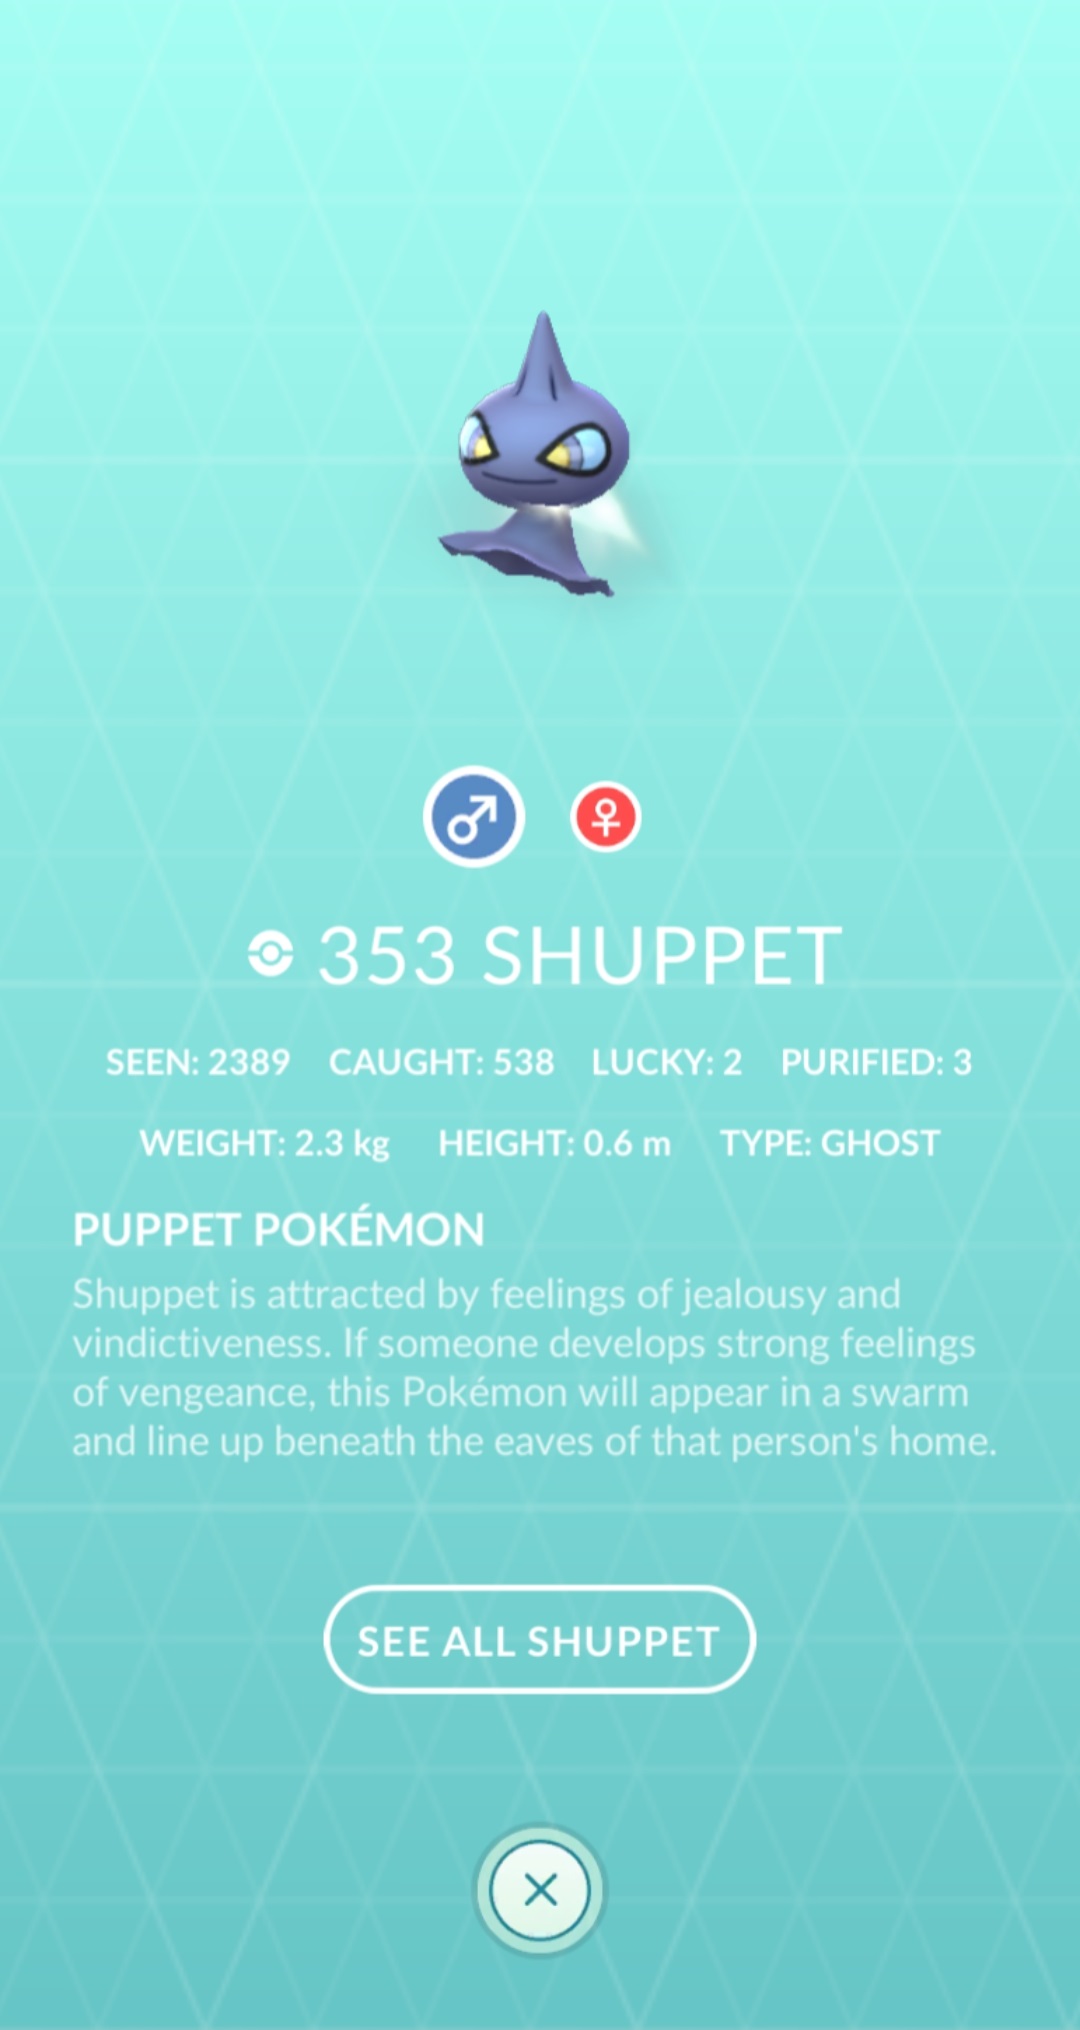 353 SHUPPET
SEEN: 2389 CAUGHT: 538 LUCKY: 2 PURIFIED: 3
WEIGHT: 2.3 kg HEIGHT: 0.6 m TYPE: GHOST
PUPPET POKÉMON
Shuppet is attracted by feelings of jealousy and
vindictiveness. If someone develops strong feelings
of vengeance, this Pokémon will appear in a swarm
and line up beneath the eaves of that person's home.
SEE ALL SHUPPET